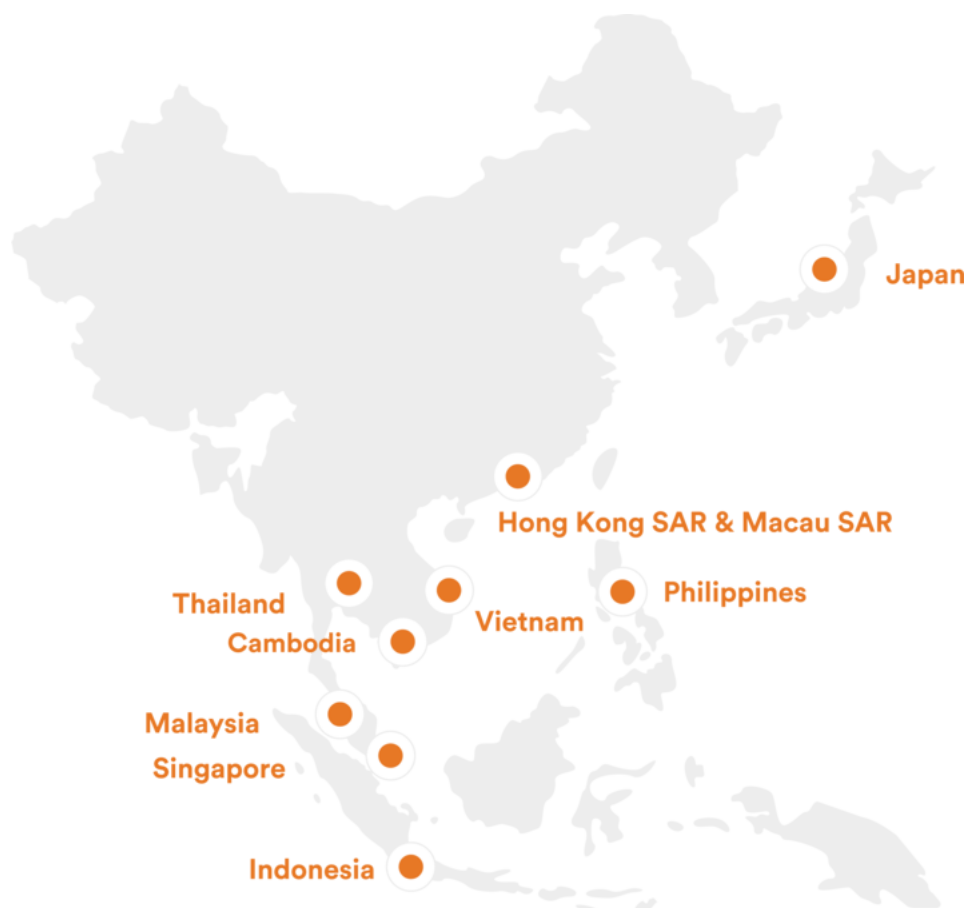 Japan
Hong Kong SAR & Macau SAR
Philippines
Thailand
Vietnam
Cambodia
Malaysia
Singapore
Indonesia